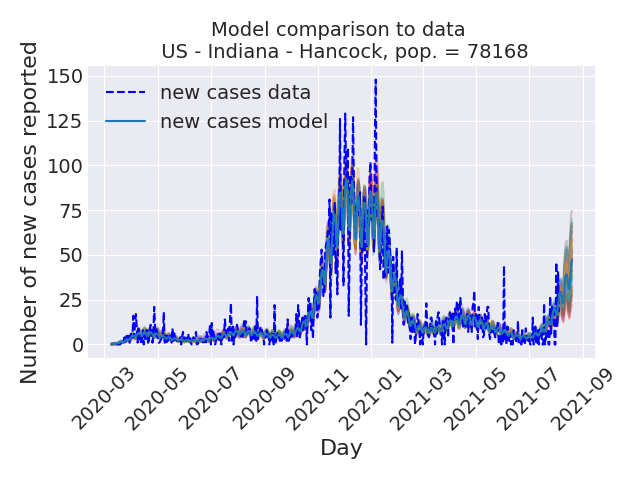 Model comparison to data
US - Indiana - Hancock, pop. = 78168
Number of new cases reported
150
125
100
75
50
25
0
new cases data
new cases model
2020-03
2020-05
2020-07
2020-09
2020-11
2021-01
2021-03
2021-05
2021-07
2021-09
Day